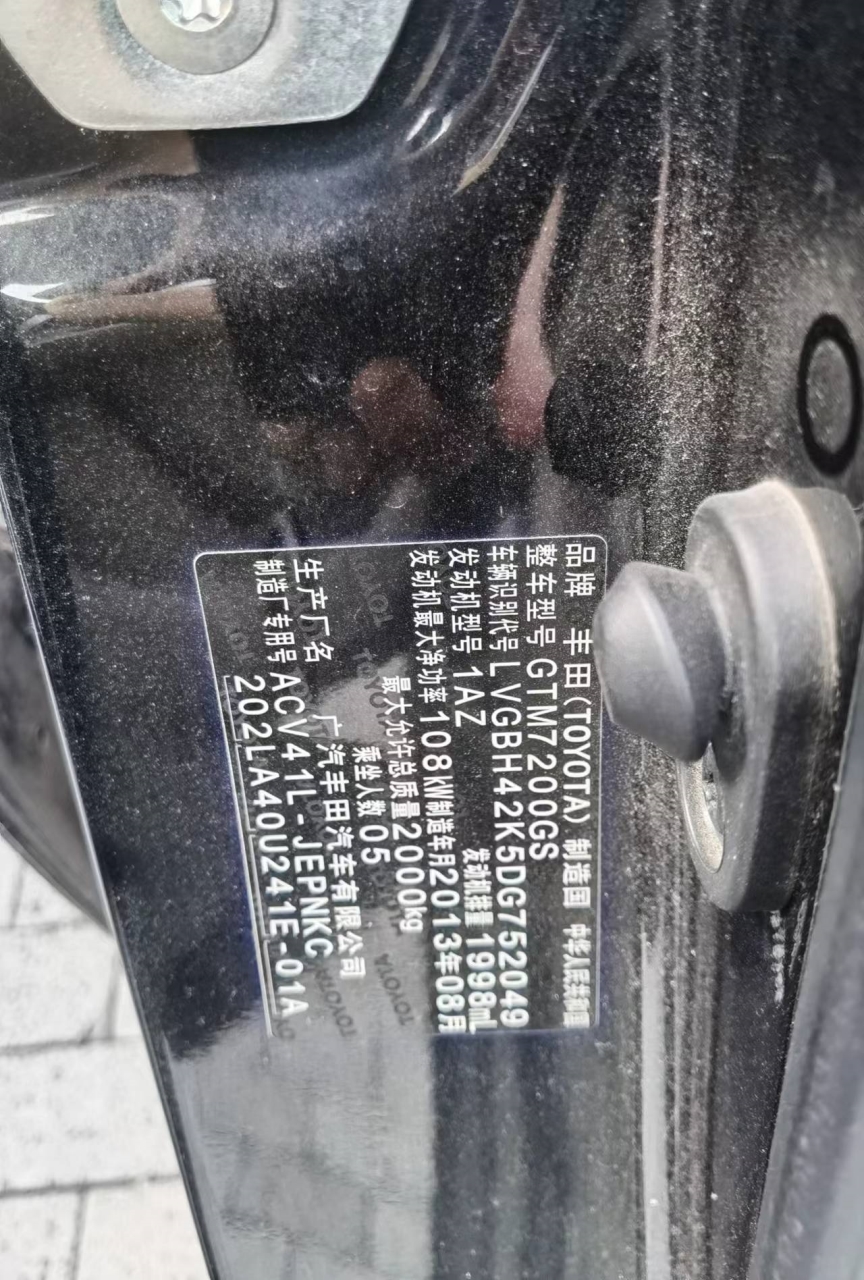 品牌 丰田(TOYOTA) 制造国 中华人民共和国
整车型号 GTM7200GS
车辆识别代号 LVGBH42K5DG752049
发动机型号 1AZ 发动机排量 1998mL
发动机最大净功率 108kW 制造年月 2013年08月
最大允许总质量 2000kg
乘坐人数 05
生产厂名 广汽丰田汽车有限公司
制造厂专用号 ACV41L-JEPNKC
202LA40U241E-01A